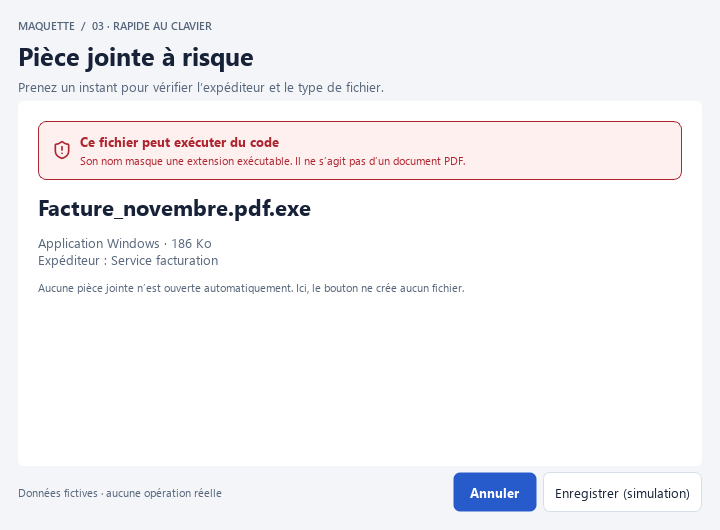 MAQUETTE / 03 · RAPIDE AU CLAVIER
Pièce jointe à risque
Prenez un instant pour vérifier l’expéditeur et le type de fichier.
Ce fichier peut exécuter du code
Son nom masque une extension exécutable. Il ne s’agit pas d’un document PDF.
Facture_novembre.pdf.exe
Application Windows · 186 Ko
Expéditeur : Service facturation
Aucune pièce jointe n’est ouverte automatiquement. Ici, le bouton ne crée aucun fichier.
Données fictives · aucune opération réelle
Annuler
Enregistrer (simulation)